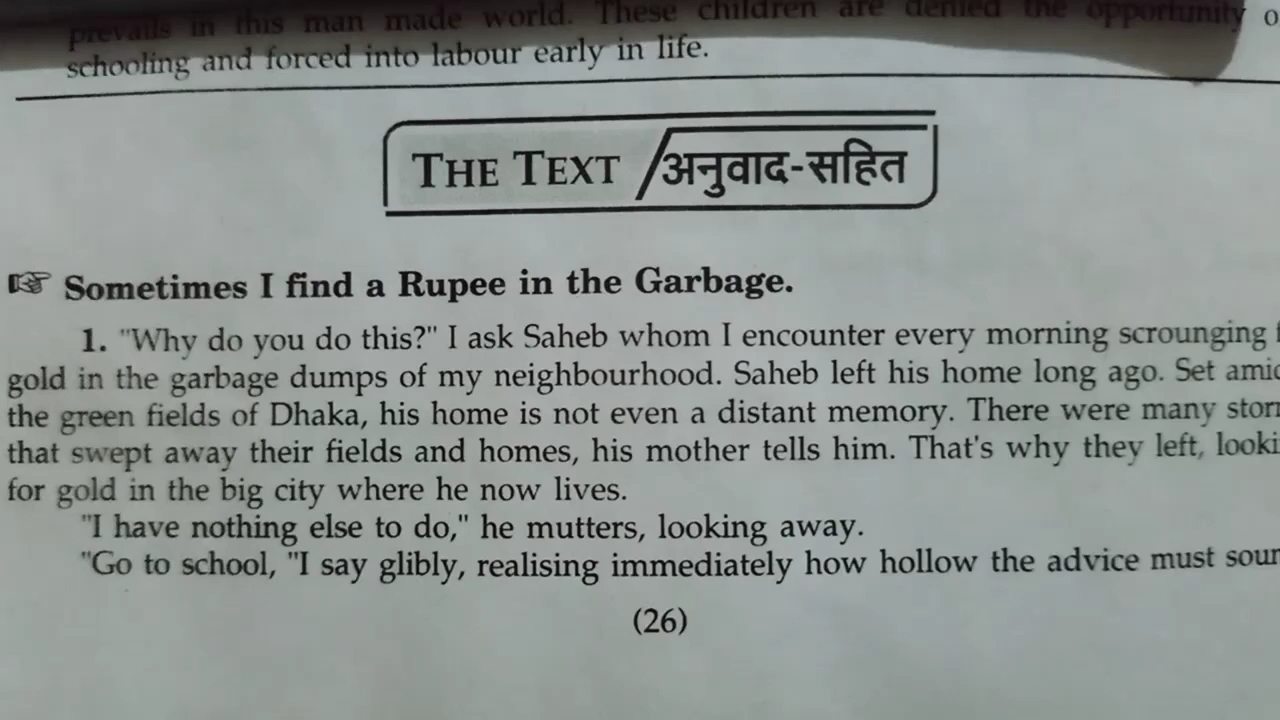 prevails in this man made world. These children are denied the opportunity o
schooling and forced into labour early in life.
THE TEXT / अनुवाद-सहित
☞ Sometimes I find a Rupee in the Garbage.
1. "Why do you do this?" I ask Saheb whom I encounter every morning scrounging
gold in the garbage dumps of my neighbourhood. Saheb left his home long ago. Set amid
the green fields of Dhaka, his home is not even a distant memory. There were many stor
that swept away their fields and homes, his mother tells him. That's why they left, looki
for gold in the big city where he now lives.
"I have nothing else to do," he mutters, looking away.
"Go to school, "I say glibly, realising immediately how hollow the advice must soun
(26)